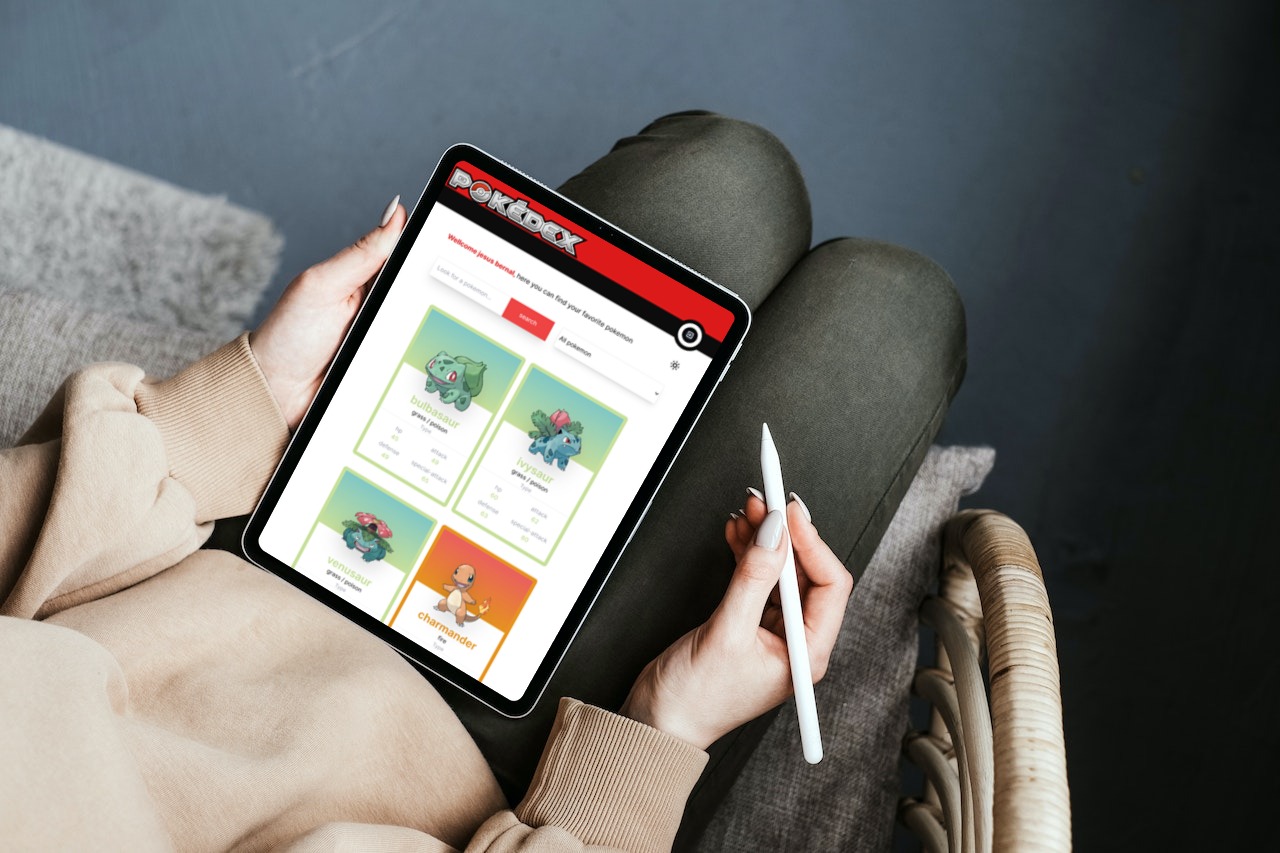 POKÉDEX
Wellcome jesus bernal, here you can find your favorite pokemon
Look for a pokemon...
search
All pokemon
bulbasaur
grass / poison
Type
hp
45
attack
49
defense
49
special-attack
65
ivysaur
grass / poison
Type
hp
60
attack
62
defense
63
special-attack
80
venusaur
grass / poison
Type
charmander
fire
Type